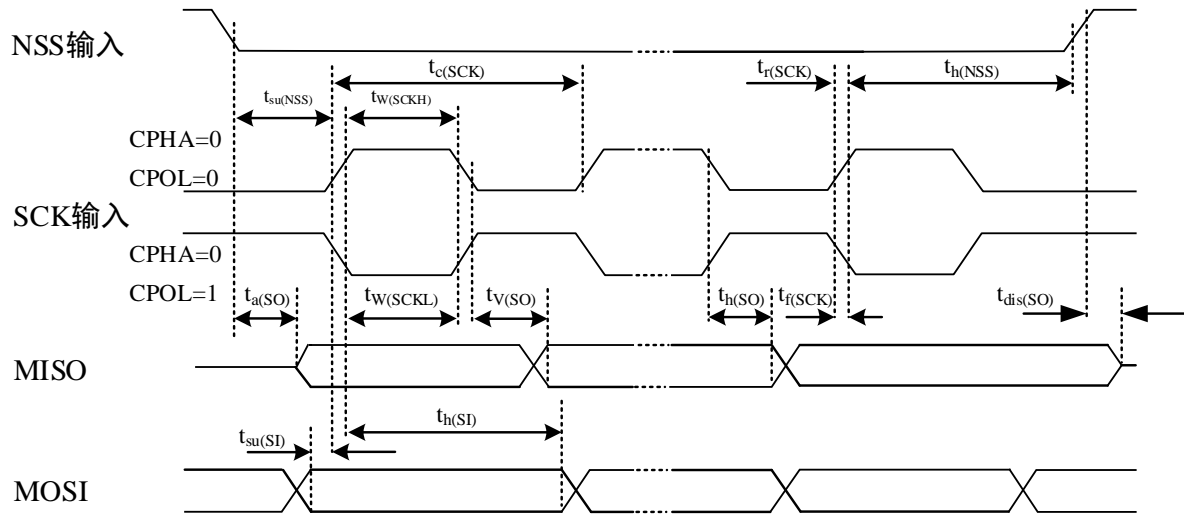 NSS输入
tc(SCK)
tr(SCK)
th(NSS)
tsu(NSS)
tW(SCKH)
CPHA=0
CPOL=0
SCK输入
CPHA=0
CPOL=1
ta(SO)
tW(SCKL)
tV(SO)
th(SO)
tf(SCK)
tdis(SO)
MISO
th(SI)
tsu(SI)
MOSI